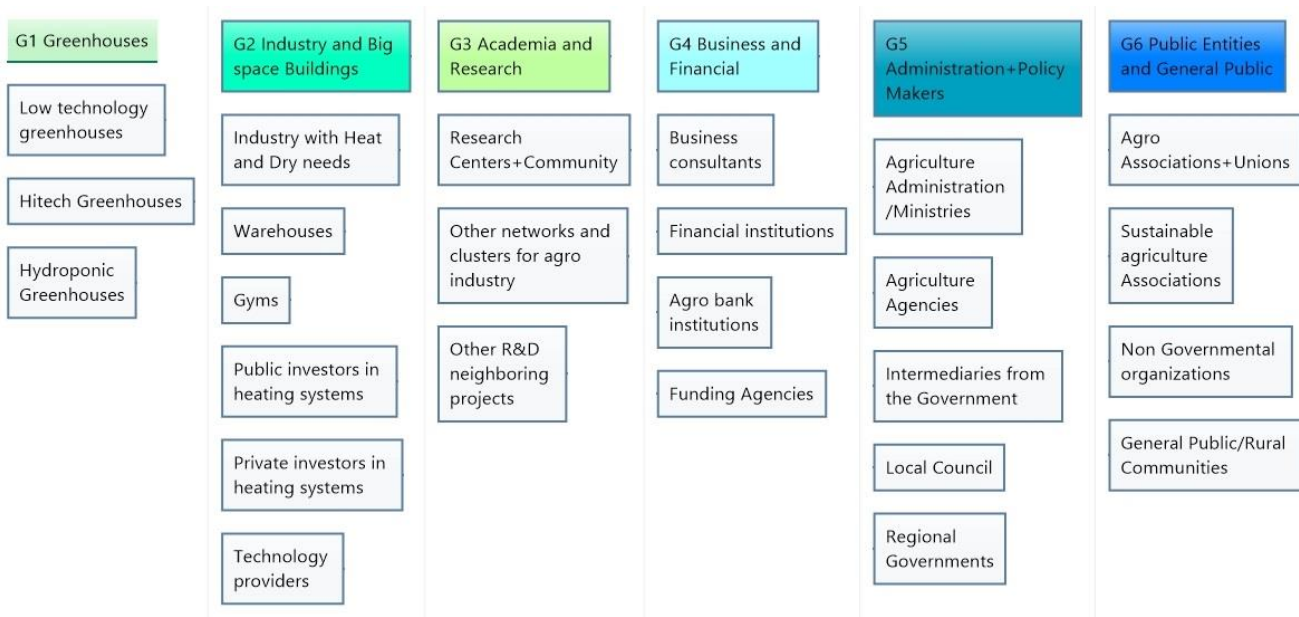 G1 Greenhouses
Low technology
greenhouses
Hitech Greenhouses
Hydroponic
Greenhouses
G2 Industry and Big
space Buildings
Industry with Heat
and Dry needs
Warehouses
Gyms
Public investors in
heating systems
Private investors in
heating systems
Technology
providers
G3 Academia and
Research
Research
Centers+Community
Other networks and
clusters for agro
industry
Other R&D
neighboring
projects
G4 Business and
Financial
Business
consultants
Financial institutions
Agro bank
institutions
Funding Agencies
G5
Administration+Policy
Makers
Agriculture
Administration
/Ministries
Agriculture
Agencies
Intermediaries from
the Government
Local Council
Regional
Governments
G6 Public Entities
and General Public
Agro
Associations+Unions
Sustainable
agriculture
Associations
Non Governmental
organizations
General Public/Rural
Communities